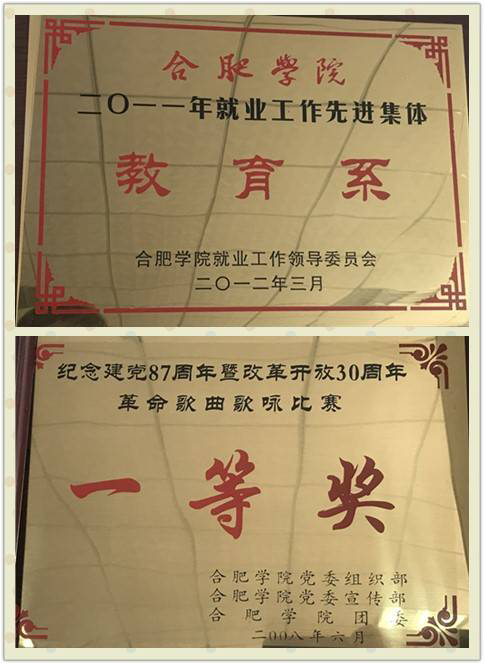 合肥学院
二〇一一年就业工作先进集体
教育系
合肥学院就业工作领导委员会
二〇一二年三月
纪念建党87周年暨改革开放30周年
革命歌曲歌咏比赛
一等奖
合肥学院党委组织部
合肥学院党委宣传部
合肥学院团委
二00八年六月